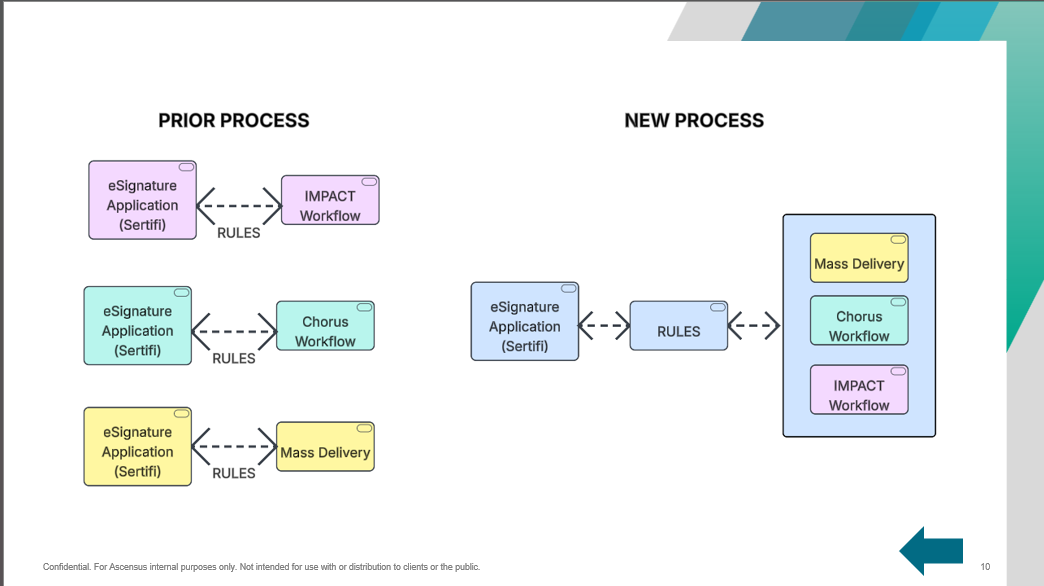 PRIOR PROCESS
eSignature
Application
(Sertifi)
RULES
IMPACT
Workflow
eSignature
Application
(Sertifi)
RULES
Chorus
Workflow
eSignature
Application
(Sertifi)
RULES
Mass Delivery
NEW PROCESS
eSignature
Application
(Sertifi)
RULES
Mass Delivery
Chorus
Workflow
IMPACT
Workflow
Confidential. For Ascensus internal purposes only. Not intended for use with or distribution to clients or the public.
10